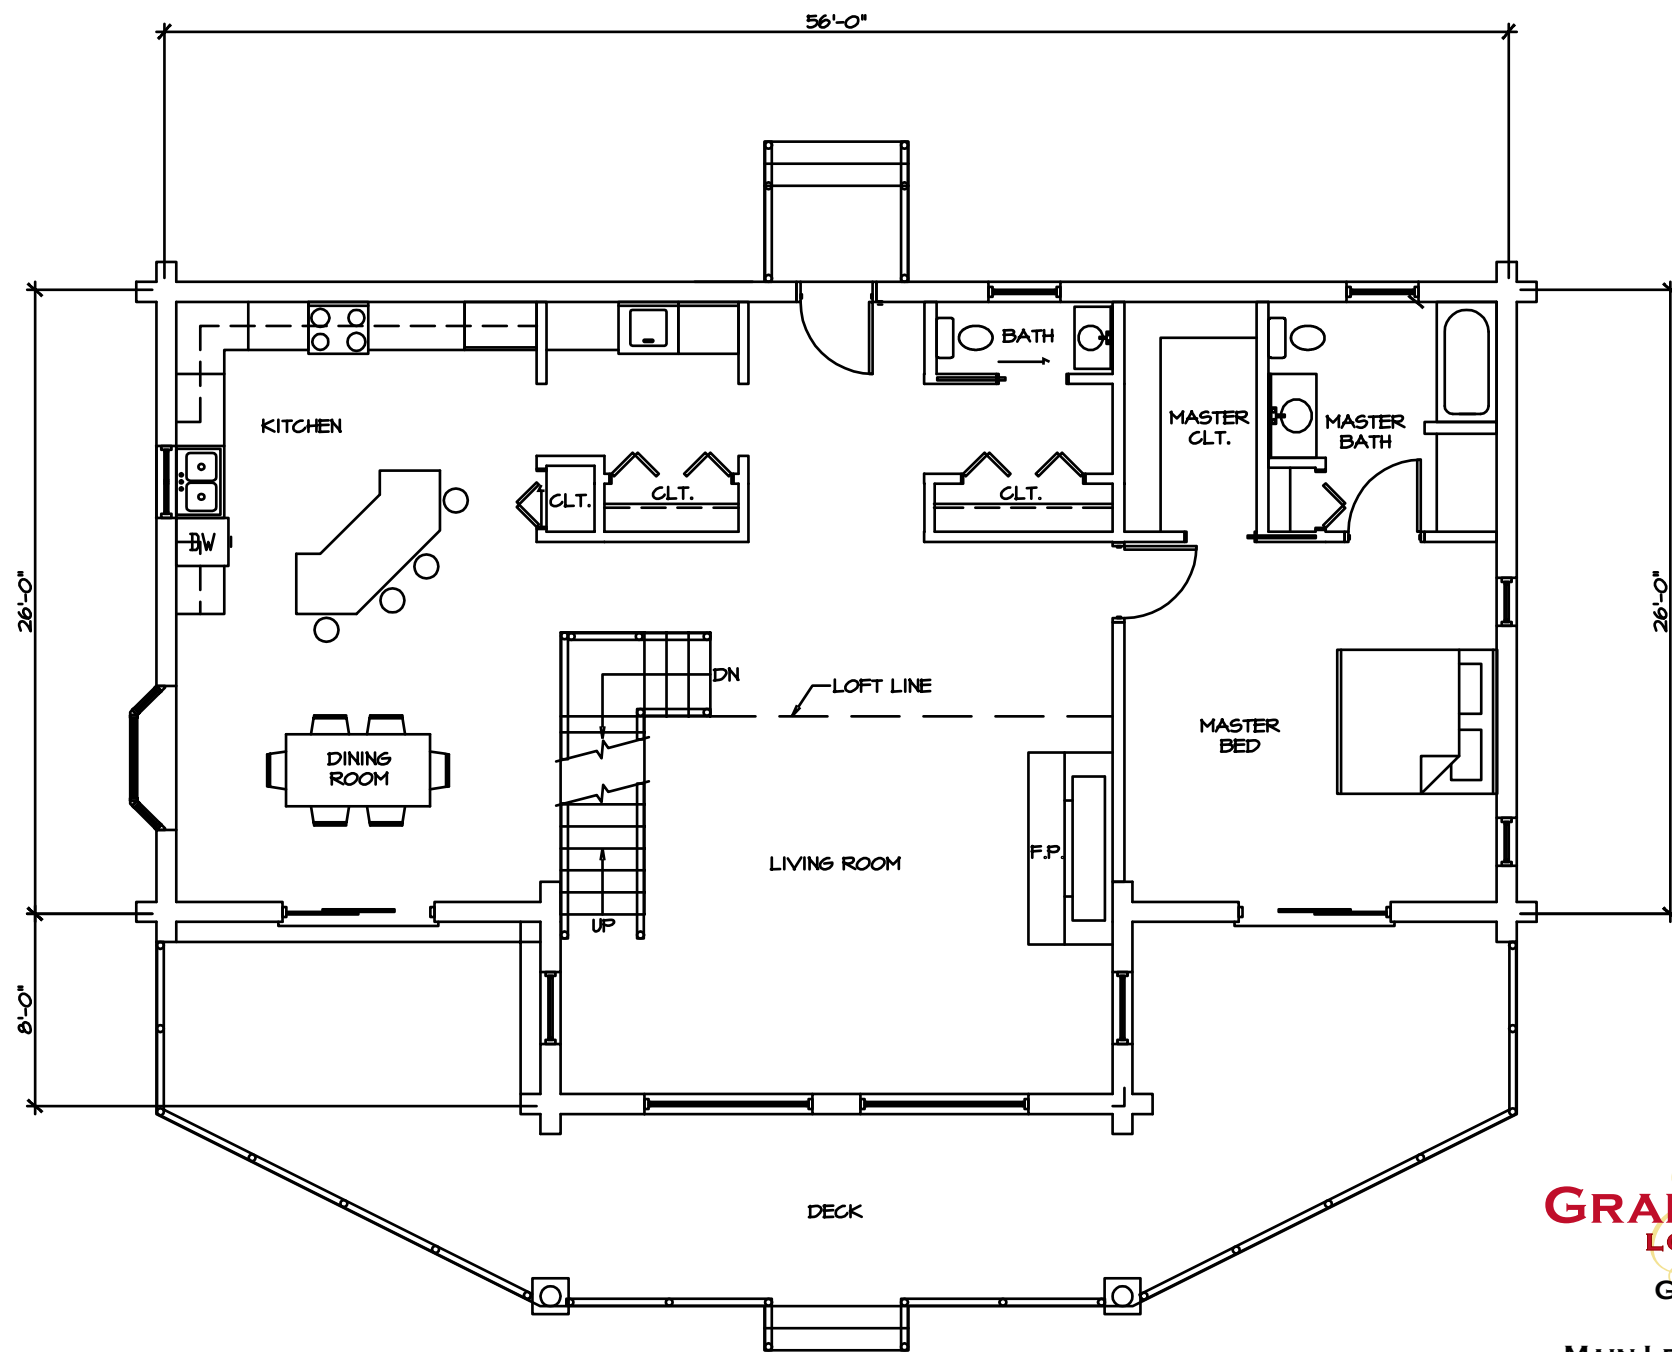 56'-0"
BATH
KITCHEN
MASTER
CLT.
MASTER
BATH
CLT.
CLT.
CLT.
DW
26'-0"
26'-0"
DN
LOFT LINE
MASTER
BED
DINING
ROOM
F.P.
LIVING ROOM
UP
8'-0"
DECK